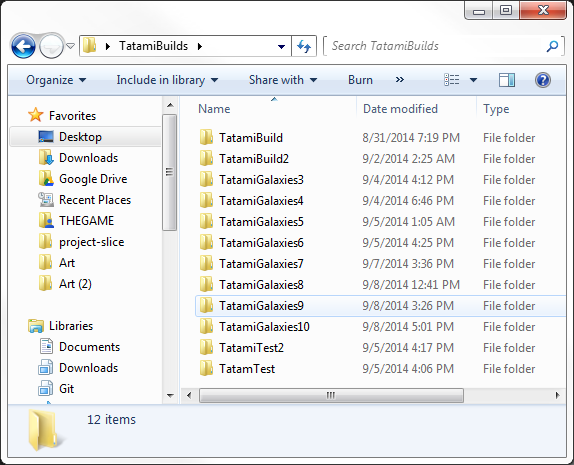 TatamiBuilds
Search TatamiBuilds
Organize Include in library Share with Burn »
Name Date modified Type
Favorites
Desktop
Downloads
Google Drive
Recent Places
THEGAME
project-slice
Art
Art (2)
Libraries
Documents
Downloads
Git
TatamiBuild 8/31/2014 7:19 PM File folder
TatamiBuild2 9/2/2014 2:25 AM File folder
TatamiGalaxies3 9/4/2014 4:12 PM File folder
TatamiGalaxies4 9/4/2014 6:46 PM File folder
TatamiGalaxies5 9/5/2014 1:05 AM File folder
TatamiGalaxies6 9/5/2014 4:25 PM File folder
TatamiGalaxies7 9/7/2014 3:36 PM File folder
TatamiGalaxies8 9/8/2014 12:41 PM File folder
TatamiGalaxies9 9/8/2014 3:26 PM File folder
TatamiGalaxies10 9/8/2014 5:01 PM File folder
TatamiTest2 9/5/2014 4:17 PM File folder
TatamTest 9/5/2014 4:06 PM File folder
12 items